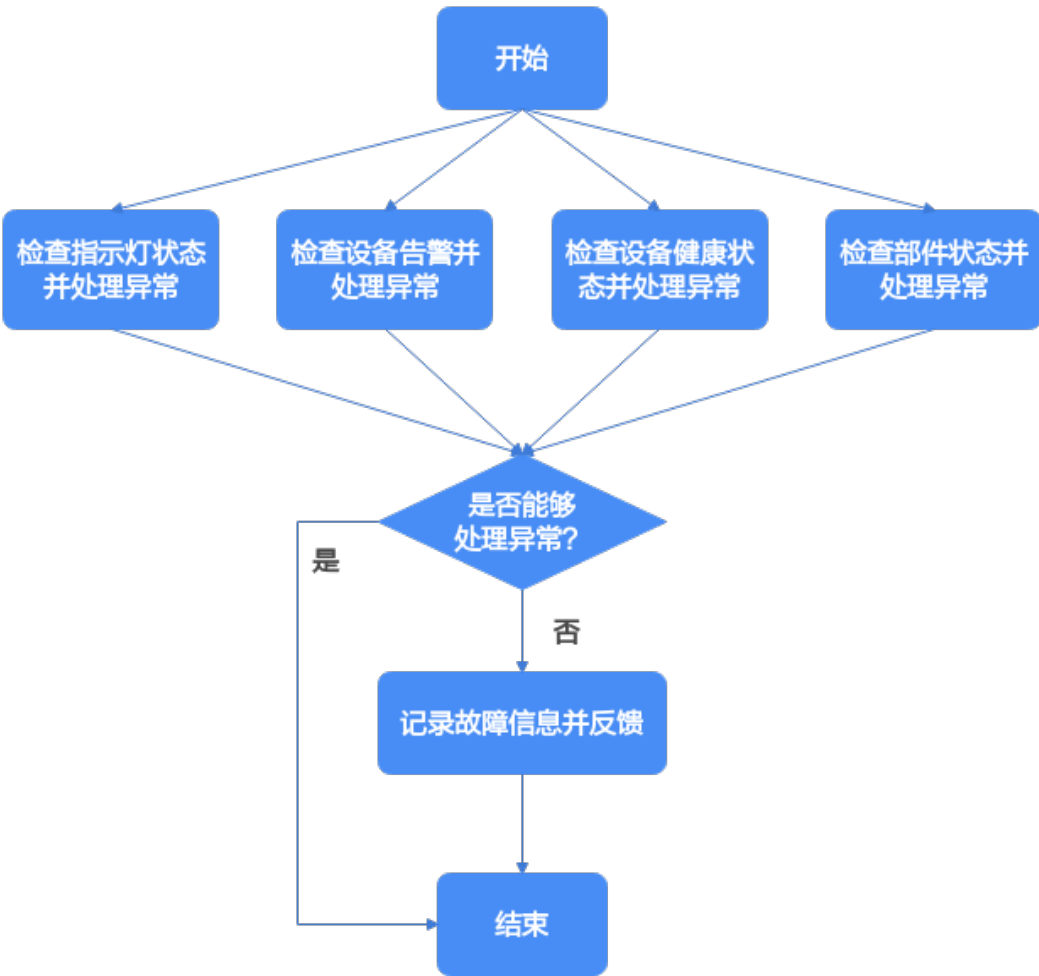 开始
检查指示灯状态
并处理异常
检查设备告警并
处理异常
检查设备健康状
态并处理异常
检查部件状态并
处理异常
是否能够
处理异常?
是
否
记录故障信息并反馈
结束